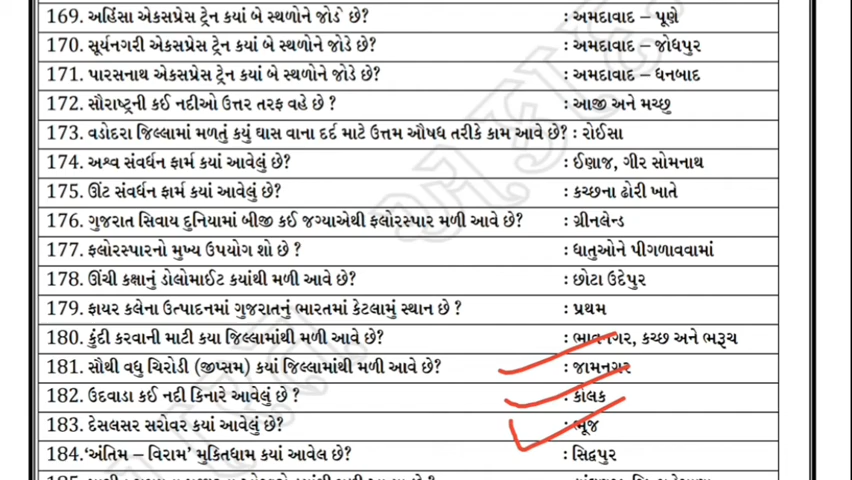 169. અહિંસા એક્સપ્રેસ ટ્રેન કયાં બે સ્થળોને જોડે છે? : અમદાવાદ – પૂણે
170. સૂર્યનગરી એક્સપ્રેસ ટ્રેન કયાં બે સ્થળોને જોડે છે? : અમદાવાદ – જોધપુર
171. પારસનાથ એક્સપ્રેસ ટ્રેન કયાં બે સ્થળોને જોડે છે? : અમદાવાદ – ધનબાદ
172. સૌરાષ્ટ્રની કઈ નદીઓ ઉત્તર તરફ વહે છે ? : આજી અને મચ્છુ
173. વડોદરા જિલ્લામાં મળતું કયું ઘાસ વાના દર્દ માટે ઉત્તમ ઔષધ તરીકે કામ આવે છે? : રોઈસા
174. અશ્વ સંવર્ધન ફાર્મ કયાં આવેલું છે? : ઈણાજ, ગીર સોમનાથ
175. ઊંટ સંવર્ધન ફાર્મ કયાં આવેલું છે? : કચ્છના ઢોરી ખાતે
176. ગુજરાત સિવાય દુનિયામાં બીજી કઈ જગ્યાએથી ફલોરસ્પાર મળી આવે છે? : ગ્રીનલેન્ડ
177. ફલોરસ્પારનો મુખ્ય ઉપયોગ શો છે ? : ધાતુઓને પીગળાવવામાં
178. ઊંચી કક્ષાનું ડોલોમાઈટ કયાંથી મળી આવે છે? : છોટા ઉદેપુર
179. ફાયર કલેના ઉત્પાદનમાં ગુજરાતનું ભારતમાં કેટલામું સ્થાન છે ? : પ્રથમ
180. કુંદી કરવાની માટી કયા જિલ્લામાંથી મળી આવે છે? : ભાવનગર, કચ્છ અને ભરૂચ
181. સૌથી વધુ ચિરોડી (જીપ્સમ) કયાં જિલ્લામાંથી મળી આવે છે? : જામનગર
182. ઉદવાડા કઈ નદી કિનારે આવેલું છે ? : કોલક
183. દેસલસર સરોવર કયાં આવેલું છે? : ભૂજ
184. ‘અંતિમ – વિરામ’ મુકિતધામ કયાં આવેલ છે? : સિદ્ધપુર
185.